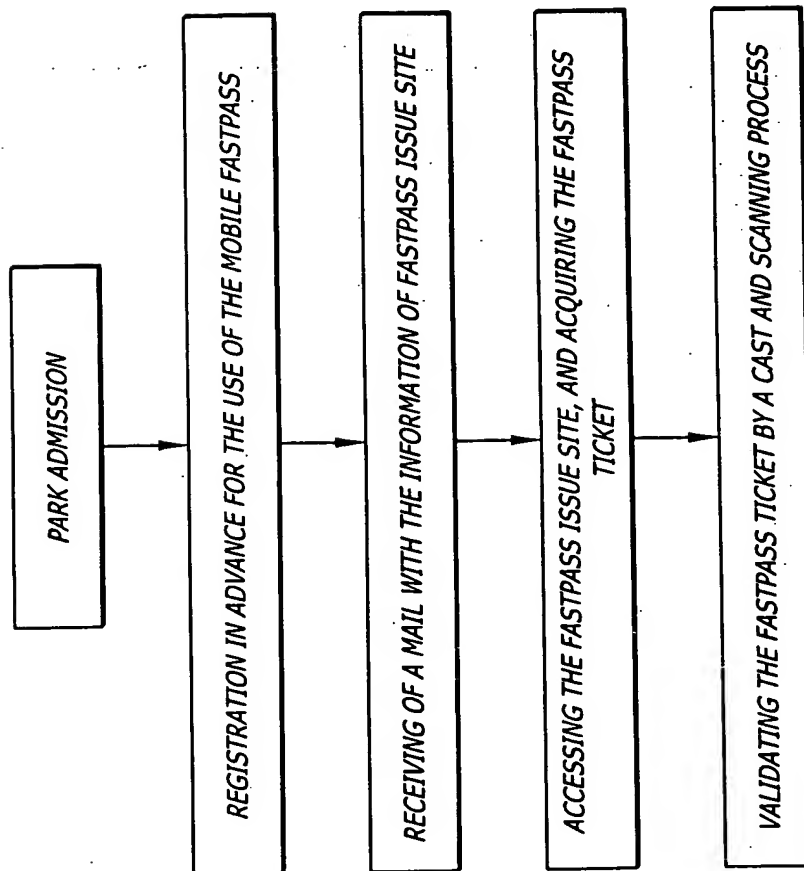 PARK ADMISSION
REGISTRATION IN ADVANCE FOR THE USE OF THE MOBILE FASTPASS
RECEIVING OF A MAIL WITH THE INFORMATION OF FASTPASS ISSUE SITE
ACCESSING THE FASTPASS ISSUE SITE, AND ACQUIRING THE FASTPASS
TICKET
VALIDATING THE FASTPASS TICKET BY A CAST AND SCANNING PROCESS